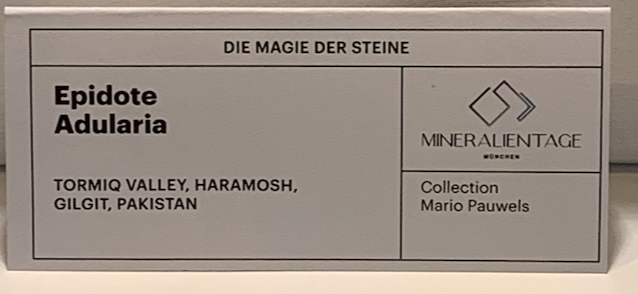 DIE MAGIE DER STEINE
Epidote
Adularia
TORMIQ VALLEY, HARAMOSH,
GILGIT, PAKISTAN
MINERALIENTAGE
MÜNCHEN
Collection
Mario Pauwels